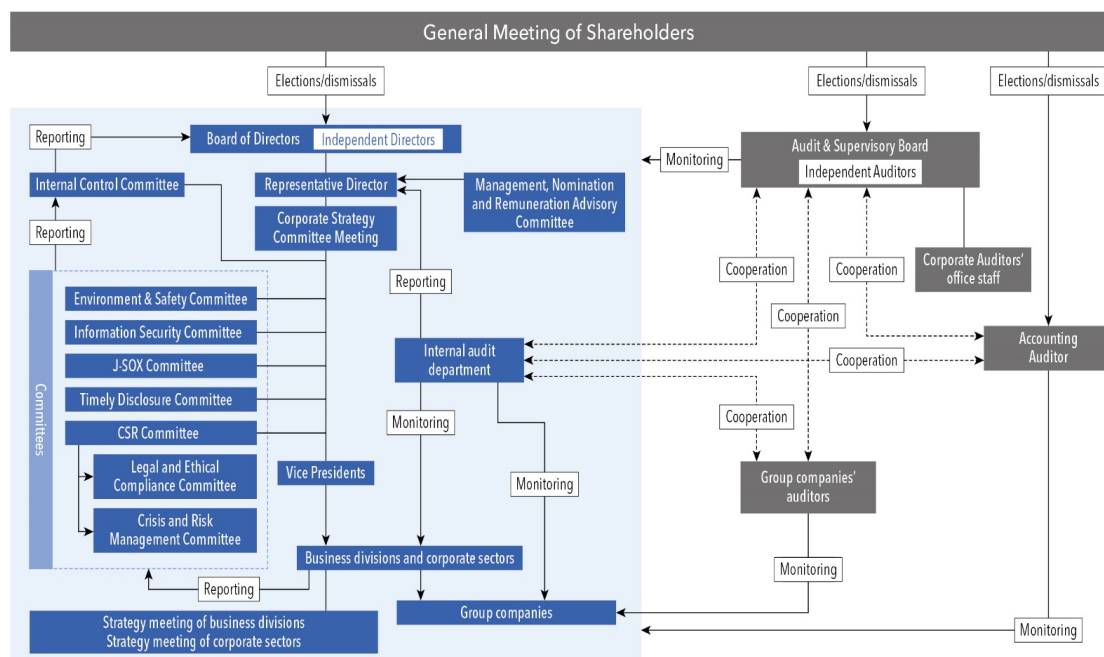 General Meeting of Shareholders
Elections/dismissals
Elections/dismissals
Elections/dismissals
Reporting
Board of Directors
Independent Directors
Audit & Supervisory Board
Independent Auditors
Monitoring
Internal Control Committee
Representative Director
Management, Nomination
and Remuneration Advisory
Committee
Corporate Strategy
Committee Meeting
Reporting
Cooperation
Cooperation
Corporate Auditors'
office staff
Reporting
Committees
Environment & Safety Committee
Information Security Committee
J-SOX Committee
Timely Disclosure Committee
CSR Committee
Legal and Ethical
Compliance Committee
Crisis and Risk
Management Committee
Cooperation
Internal audit
department
Accounting
Auditor
Cooperation
Monitoring
Cooperation
Vice Presidents
Monitoring
Group companies'
auditors
Business divisions and corporate sectors
Monitoring
Reporting
Group companies
Strategy meeting of business divisions
Strategy meeting of corporate sectors
Monitoring